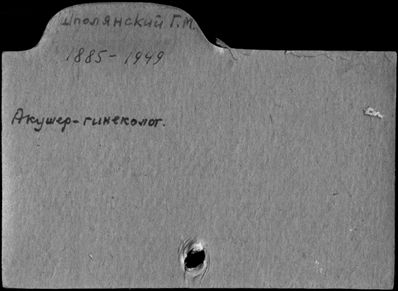 Шполянский Г.М.
1885-1949
Акушер-гинеколог.